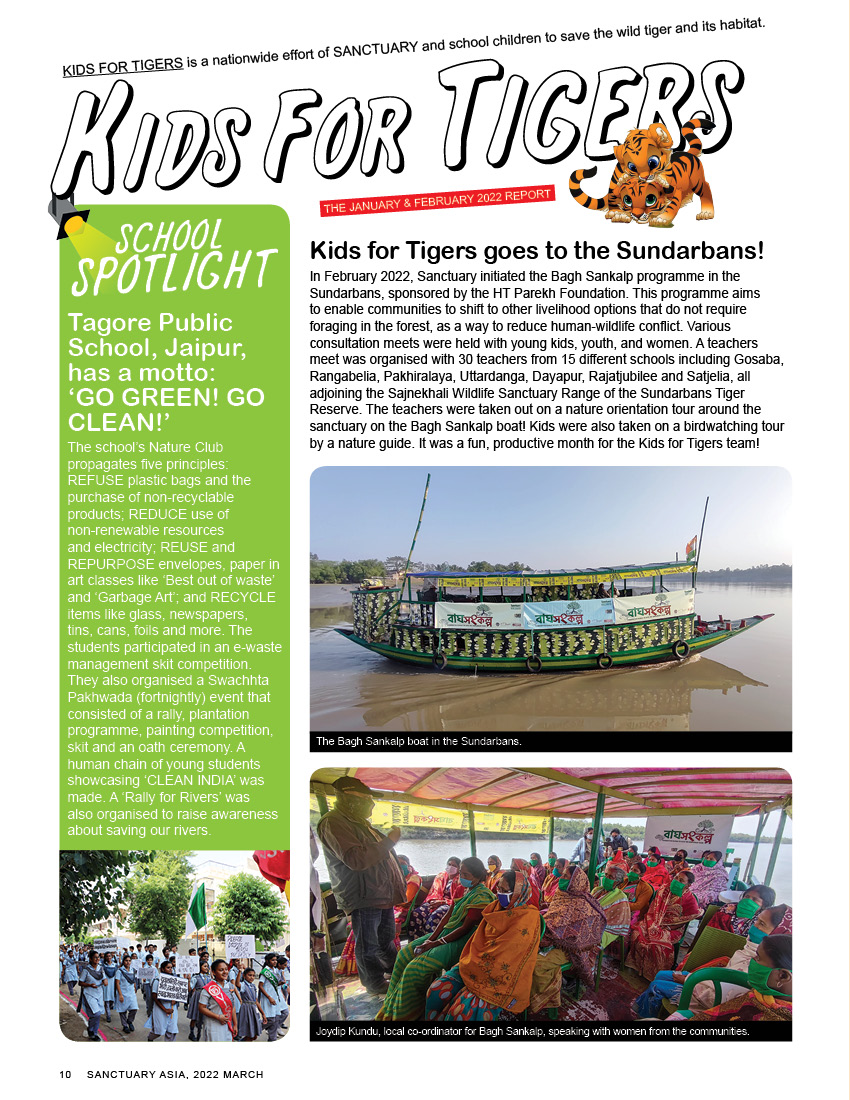 KIDS FOR TIGERS is a nationwide effort of SANCTUARY and school children to save the wild tiger and its habitat.
KIDS FOR TIGERS
THE JANUARY & FEBRUARY 2022 REPORT
SCHOOL
SPOTLIGHT
Tagore Public
School, Jaipur,
has a motto:
‘GO GREEN! GO
CLEAN!’
The school’s Nature Club
propagates five principles:
REFUSE plastic bags and the
purchase of non-recyclable
products; REDUCE use of
non-renewable resources
and electricity; REUSE and
REPURPOSE envelopes, paper in
art classes like ‘Best out of waste’
and ‘Garbage Art’; and RECYCLE
items like glass, newspapers,
tins, cans, foils and more. The
students participated in an e-waste
management skit competition.
They also organised a Swachhta
Pakhwada (fortnightly) event that
consisted of a rally, plantation
programme, painting competition,
skit and an oath ceremony. A
human chain of young students
showcasing ‘CLEAN INDIA’ was
made. A ‘Rally for Rivers’ was
also organised to raise awareness
about saving our rivers.
Kids for Tigers goes to the Sundarbans!
In February 2022, Sanctuary initiated the Bagh Sankalp programme in the
Sundarbans, sponsored by the HT Parekh Foundation. This programme aims
to enable communities to shift to other livelihood options that do not require
foraging in the forest, as a way to reduce human-wildlife conflict. Various
consultation meets were held with young kids, youth, and women. A teachers
meet was organised with 30 teachers from 15 different schools including Gosaba,
Rangabelia, Pakhiralaya, Uttardanga, Dayapur, Rajatjubilee and Satjelia, all
adjoining the Sajnekhali Wildlife Sanctuary Range of the Sundarbans Tiger
Reserve. The teachers were taken out on a nature orientation tour around the
sanctuary on the Bagh Sankalp boat! Kids were also taken on a birdwatching tour
by a nature guide. It was a fun, productive month for the Kids for Tigers team!
বাঘসংকল্প
বাঘসংকল্প
বাঘসংকল্প
The Bagh Sankalp boat in the Sundarbans.
বাঘসংকল্প
Joydip Kundu, local co-ordinator for Bagh Sankalp, speaking with women from the communities.
10 SANCTUARY ASIA, 2022 MARCH